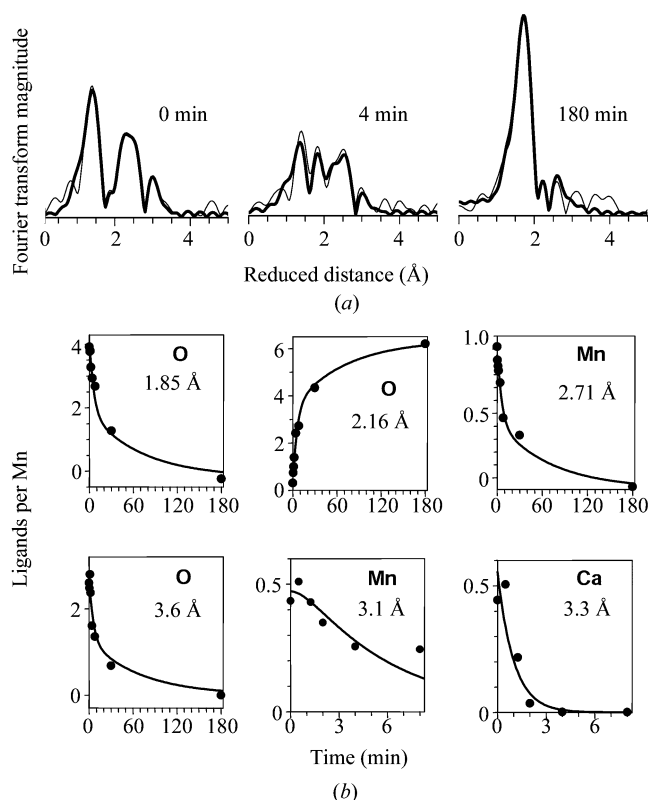 Fourier transform magnitude
0 min
4 min
180 min
0 2 4
0 2 4
0 2 4
Reduced distance (Å)
(a)
Ligands per Mn
4
2
0
O
1.85 Å
0 60 120 180
6
4
2
0
O
2.16 Å
0 60 120 180
1.0
0.5
0
Mn
2.71 Å
0 60 120 180
2
0
O
3.6 Å
0 60 120 180
0.5
0
Mn
3.1 Å
0 3 6
0.5
0
Ca
3.3 Å
0 3 6
Time (min)
(b)